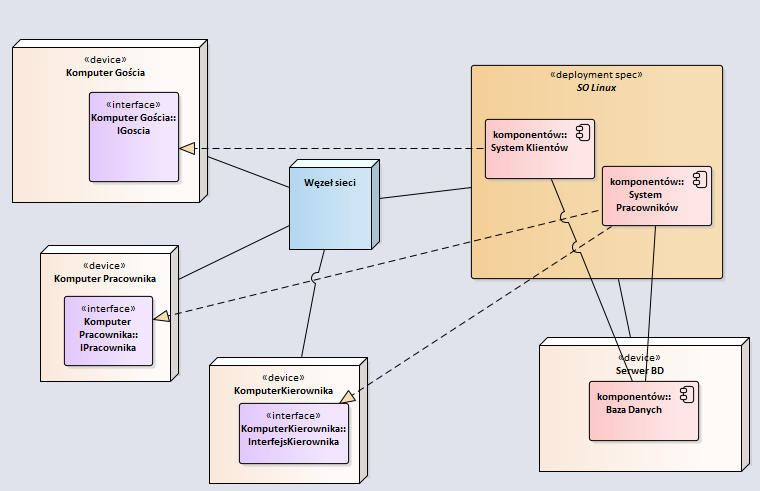 «device»
Komputer Gościa
«interface»
Komputer Gościa::
IGoscia
«deployment spec»
SO Linux
komponentów::
System Klientów
komponentów::
System
Pracowników
Węzeł sieci
«device»
Komputer Pracownika
«interface»
Komputer
Pracownika::
IPracownika
«device»
KomputerKierownika
«interface»
KomputerKierownika::
InterfejsKierownika
«device»
Serwer BD
komponentów::
Baza Danych